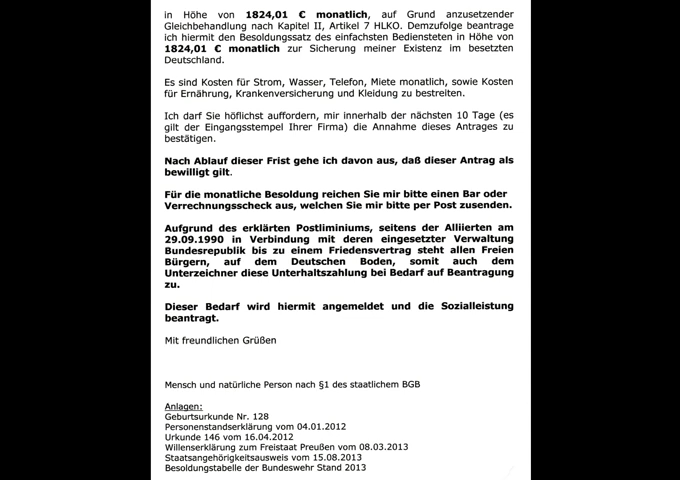 in Höhe von 1824,01 € monatlich, auf Grund anzusetzender
Gleichbehandlung nach Kapitel II, Artikel 7 HLKO. Demzufolge beantrage
ich hiermit den Besoldungssatz des einfachsten Bediensteten in Höhe von
1824,01 € monatlich zur Sicherung meiner Existenz im besetzten
Deutschland.
Es sind Kosten für Strom, Wasser, Telefon, Miete monatlich, sowie Kosten
für Ernährung, Krankenversicherung und Kleidung zu bestreiten.
Ich darf Sie höflichst auffordern, mir innerhalb der nächsten 10 Tage (es
gilt der Eingangsstempel Ihrer Firma) die Annahme dieses Antrages zu
bestätigen.
Nach Ablauf dieser Frist gehe ich davon aus, daß dieser Antrag als
bewilligt gilt.
Für die monatliche Besoldung reichen Sie mir bitte einen Bar oder
Verrechnungsscheck aus, welchen Sie mir bitte per Post zusenden.
Aufgrund des erklärten Postliminiums, seitens der Alliierten am
29.09.1990 in Verbindung mit deren eingesetzter Verwaltung
Bundesrepublik bis zu einem Friedensvertrag steht allen Freien
Bürgern, auf dem Deutschen Boden, somit auch dem
Unterzeichner diese Unterhaltszahlung bei Bedarf auf Beantragung
zu.
Dieser Bedarf wird hiermit angemeldet und die Sozialleistung
beantragt.
Mit freundlichen Grüßen
Mensch und natürliche Person nach §1 des staatlichem BGB
Anlagen:
Geburtsurkunde Nr. 128
Personenstandserklärung vom 04.01.2012
Urkunde 146 vom 16.04.2012
Willenserklärung zum Freistaat Preußen vom 08.03.2013
Staatsangehörigkeitsausweis vom 15.08.2013
Besoldungstabelle der Bundeswehr Stand 2013